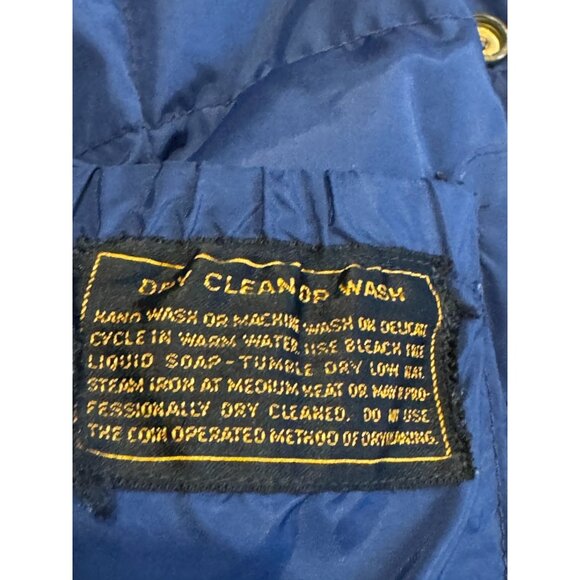 DRY CLEAN OR WASH
HAND WASH OR MACHINE WASH ON DELICATE
CYCLE IN WARM WATER. USE BLEACH FREE
LIQUID SOAP-TUMBLE DRY LOW HEAT.
STEAM IRON AT MEDIUM HEAT OR MAY BE PRO-
FESSIONALLY DRY CLEANED. DO NOT USE
THE COIN OPERATED METHOD OF DRYCLEANING.